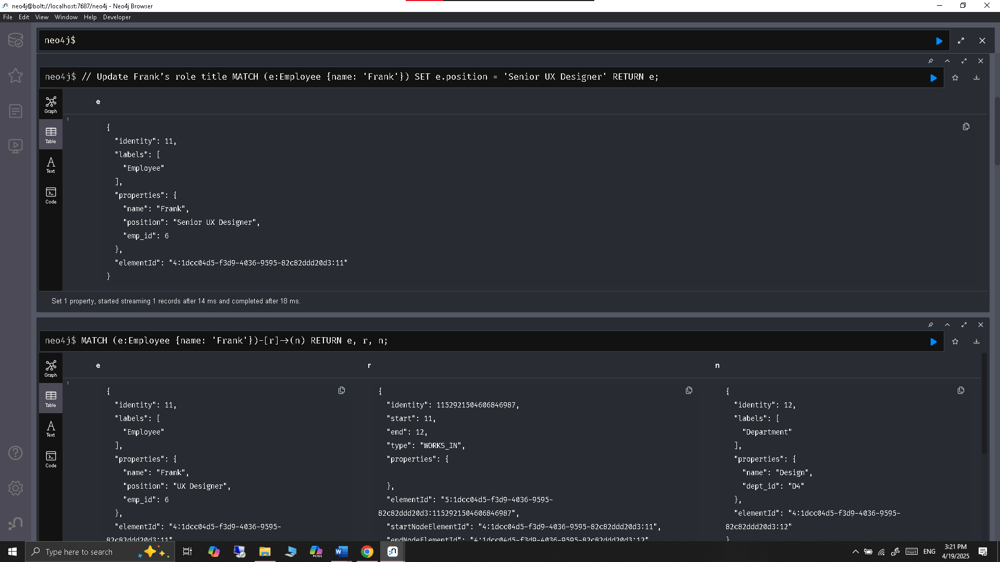 neo4j@bolt://localhost:7687/neo4j - Neo4j Browser
File Edit View Window Help Developer
neo4j$
neo4j$ // Update Frank’s role title MATCH (e:Employee {name: 'Frank'}) SET e.position = 'Senior UX Designer' RETURN e;
Graph
Table
Text
Code
e
1
{
"identity": 11,
"labels": [
"Employee"
],
"properties": {
"name": "Frank",
"position": "Senior UX Designer",
"emp_id": 6
},
"elementId": "4:1dcc04d5-f3d9-4036-9595-82c82ddd20d3:11"
}
Set 1 property, started streaming 1 records after 14 ms and completed after 18 ms.
neo4j$ MATCH (e:Employee {name: 'Frank'})-[r]->(n) RETURN e, r, n;
Graph
Table
Text
Code
e
1
{
"identity": 11,
"labels": [
"Employee"
],
"properties": {
"name": "Frank",
"position": "UX Designer",
"emp_id": 6
},
"elementId": "4:1dcc04d5-f3d9-4036-9595-
82c82ddd20d3:11"
r
{
"identity": 1152921504606846987,
"start": 11,
"end": 12,
"type": "WORKS_IN",
"properties": {
},
"elementId": "5:1dcc04d5-f3d9-4036-9595-
82c82ddd20d3:1152921504606846987",
"startNodeElementId": "4:1dcc04d5-f3d9-4036-9595-82c82ddd20d3:11",
"endNodeElementId": "4:1dcc04d5-f3d9-4036-9595-82c82ddd20d3:12"
n
{
"identity": 12,
"labels": [
"Department"
],
"properties": {
"name": "Design",
"dept_id": "D4"
},
"elementId": "4:1dcc04d5-f3d9-4036-9595-
82c82ddd20d3:12"
}
Type here to search
M365
ENG
3:21 PM
4/19/2025